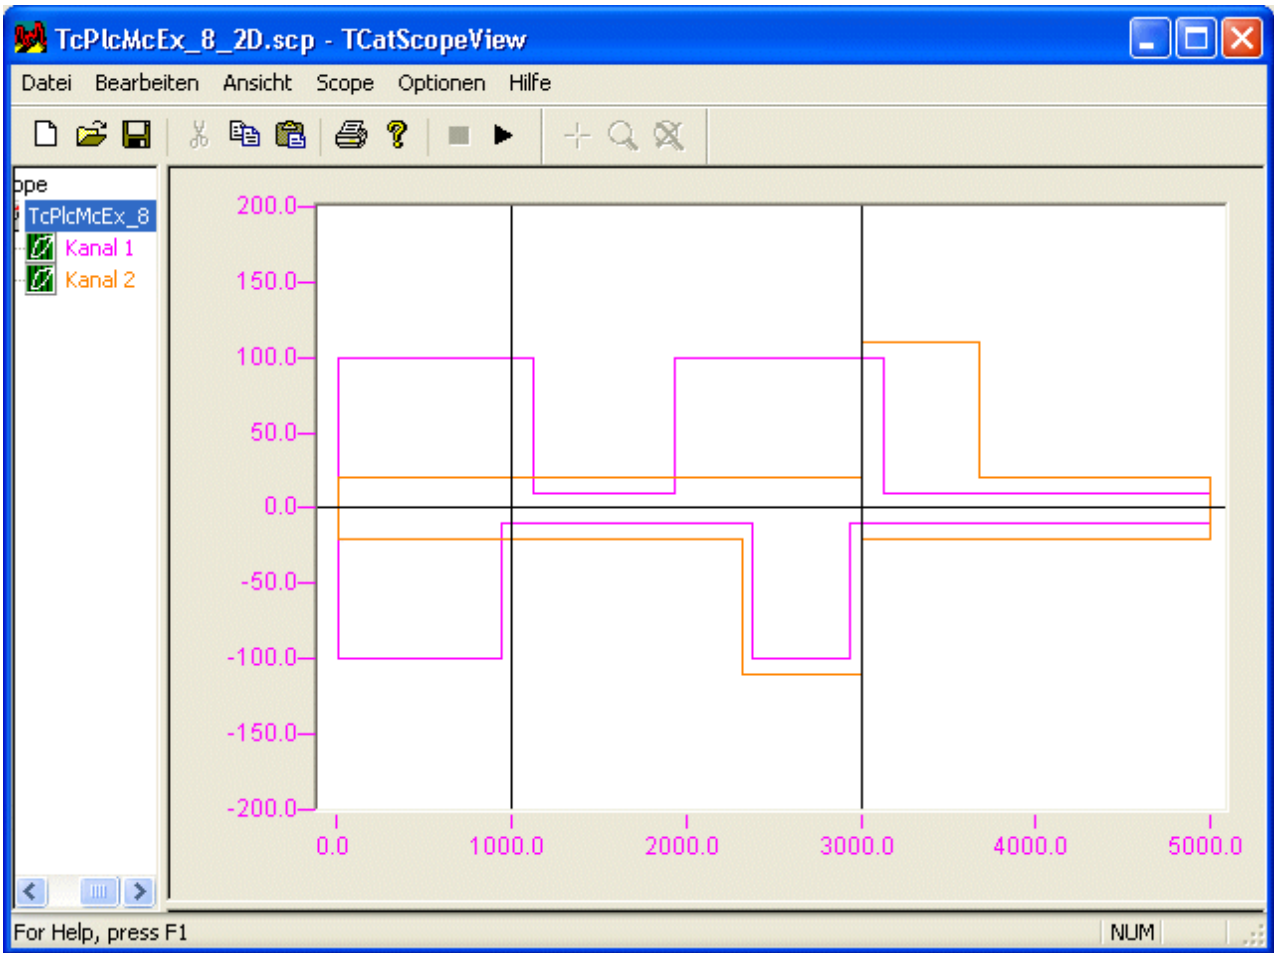 TcPlcMcEx_8_2D.scp - TCatScopeView
Datei Bearbeiten Ansicht Scope Optionen Hilfe
ope
TcPlcMcEx_8
Kanal 1
Kanal 2
200.0
150.0
100.0
50.0
0.0
-50.0
-100.0
-150.0
-200.0
0.0 1000.0 2000.0 3000.0 4000.0 5000.0
For Help, press F1 NUM